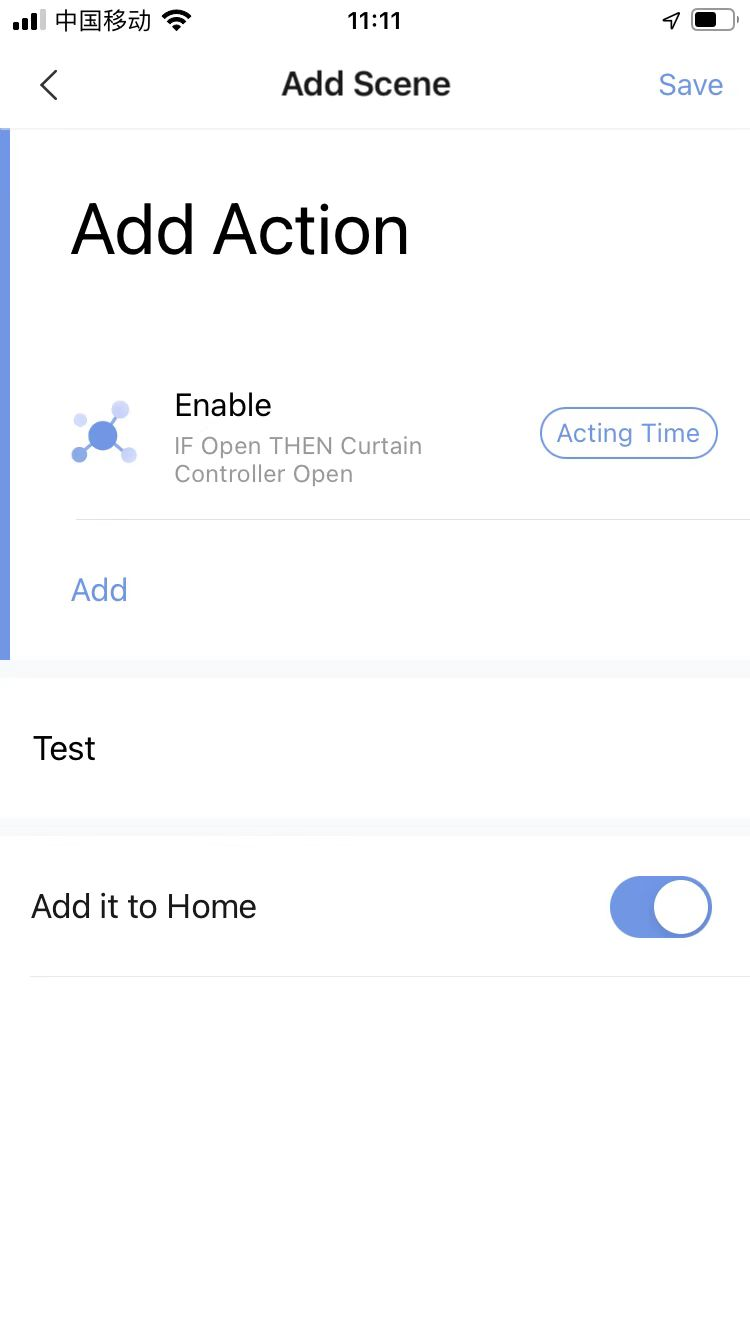 中国移动 11:11
Add Scene Save
Add Action
Enable
IF Open THEN Curtain
Controller Open
Acting Time
Add
Test
Add it to Home